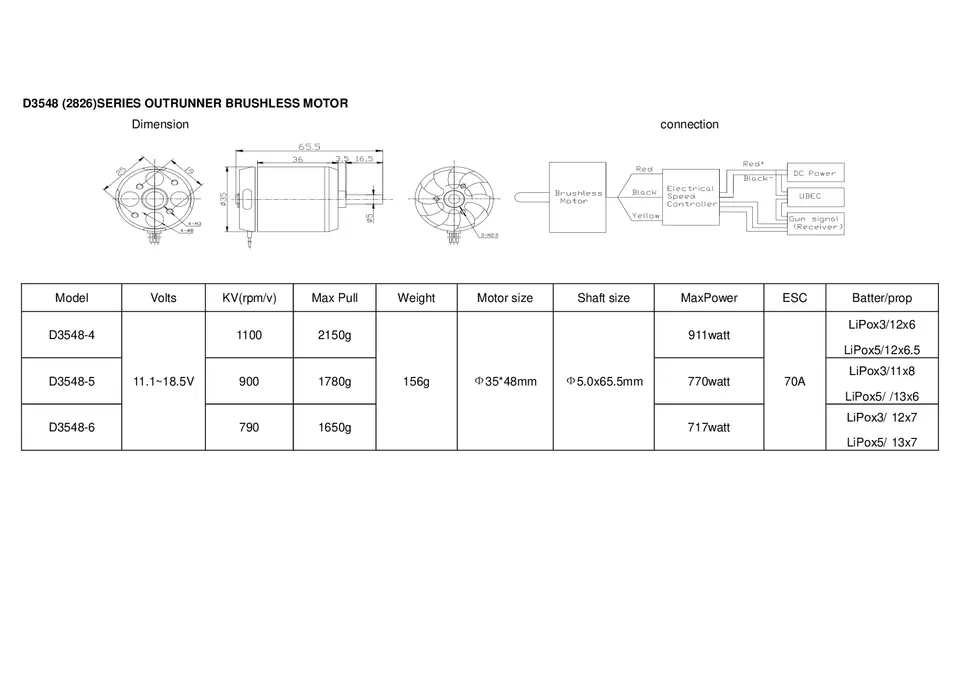 D3548 (2826)SERIES OUTRUNNER BRUSHLESS MOTOR
Dimension
connection
65.5
36
3.5
16.5
25
19
ø35
ø5
4-M3
4-ø8
3-M2.5
Brushless
Motor
Red
Black
Yellow
Electrical
Speed
Controller
Red+
Black-
DC Power
UBEC
Gun signal
(Receiver)
Model Volts KV(rpm/v) Max Pull Weight Motor size Shaft size MaxPower ESC Batter/prop
D3548-4 1100 2150g 911watt LiPox3/12x6
LiPox5/12x6.5
D3548-5 11.1~18.5V 900 1780g 156g Φ35*48mm Φ5.0x65.5mm 770watt 70A LiPox3/11x8
LiPox5/ /13x6
D3548-6 790 1650g 717watt LiPox3/ 12x7
LiPox5/ 13x7